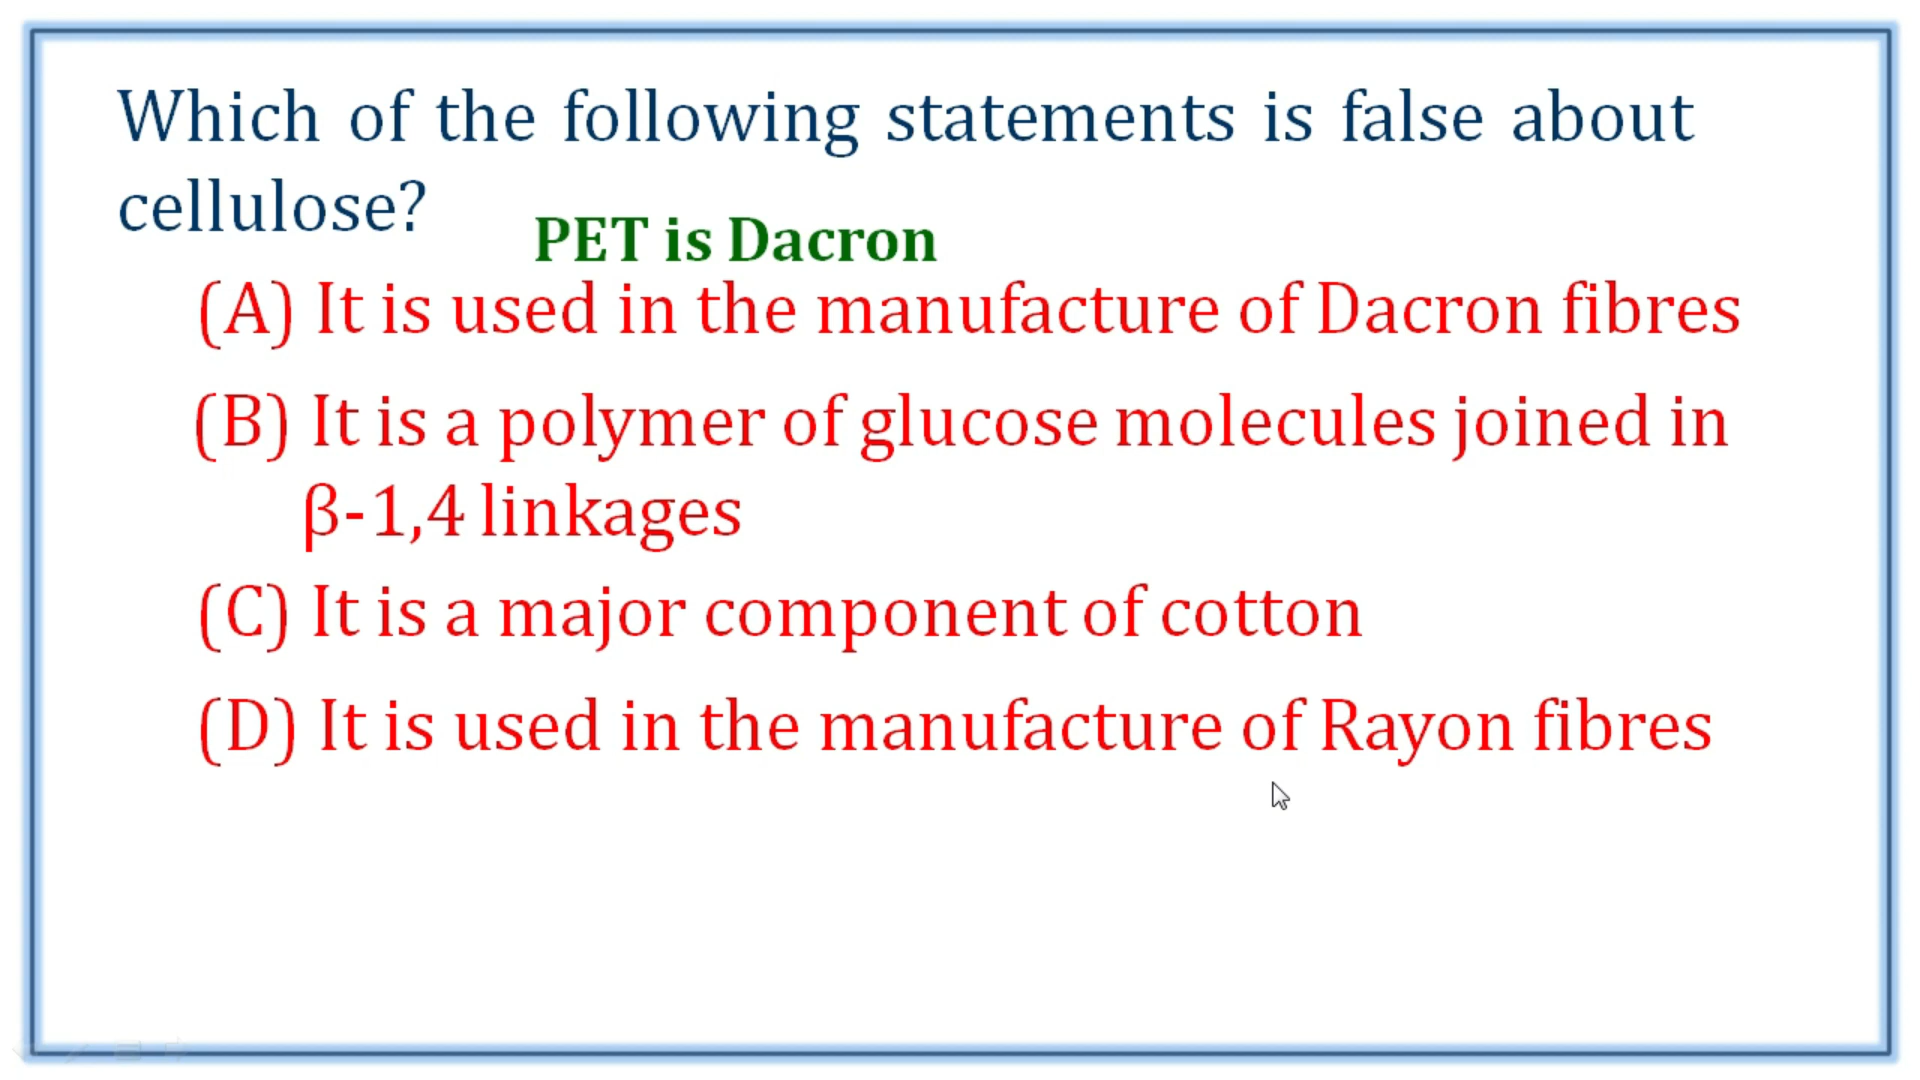 Which of the following statements is false about
cellulose?
PET is Dacron
(A) It is used in the manufacture of Dacron fibres
(B) It is a polymer of glucose molecules joined in
β-1,4 linkages
(C) It is a major component of cotton
(D) It is used in the manufacture of Rayon fibres